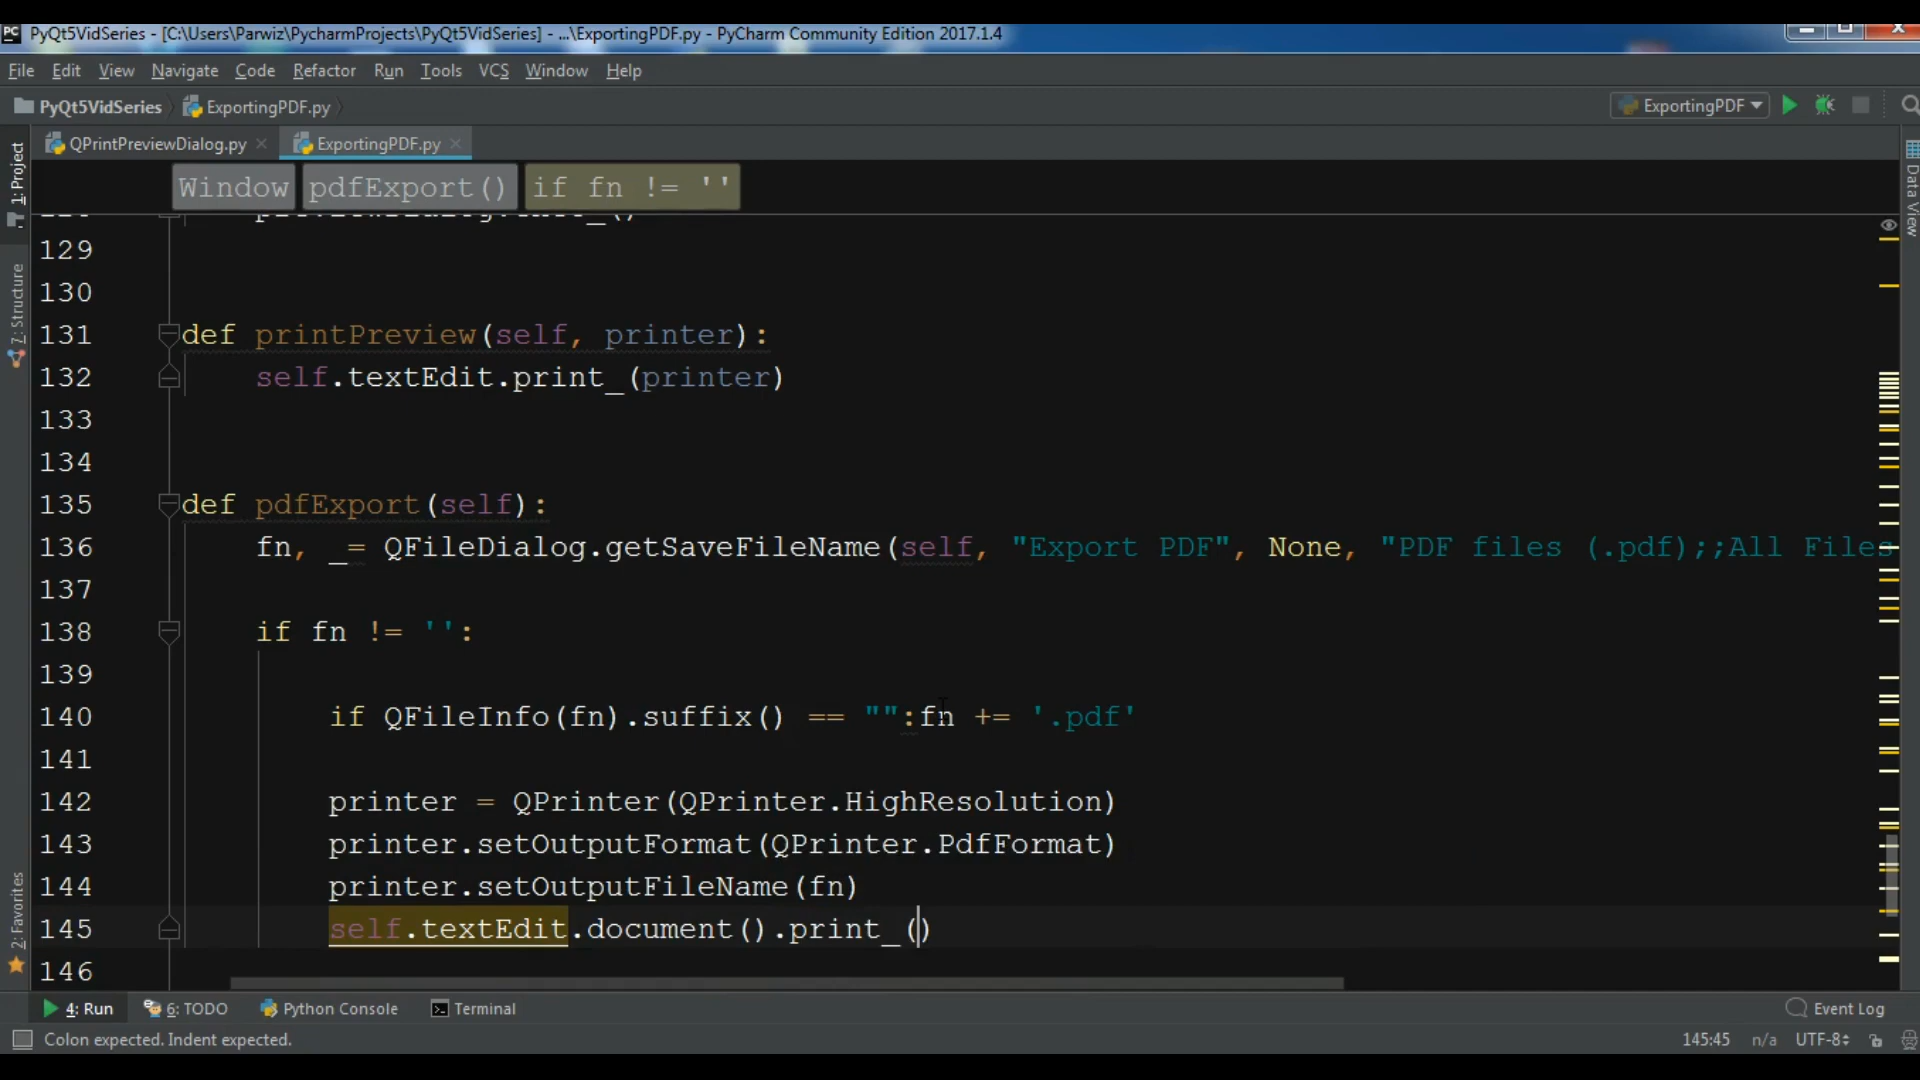 PC PyQt5VidSeries - [C:\Users\Parwiz\PycharmProjects\PyQt5VidSeries] - ...\ExportingPDF.py - PyCharm Community Edition 2017.1.4
File Edit View Navigate Code Refactor Run Tools VCS Window Help
PyQt5VidSeries ExportingPDF.py ExportingPDF
QPrintPreviewDialog.py ExportingPDF.py
Window pdfExport() if fn != ''
129
130
131 def printPreview(self, printer):
132 self.textEdit.print_(printer)
133
134
135 def pdfExport(self):
136 fn, _= QFileDialog.getSaveFileName(self, "Export PDF", None, "PDF files (.pdf);;All Files
137
138 if fn != '':
139
140 if QFileInfo(fn).suffix() == "":fn += '.pdf'
141
142 printer = QPrinter(QPrinter.HighResolution)
143 printer.setOutputFormat(QPrinter.PdfFormat)
144 printer.setOutputFileName(fn)
145 self.textEdit.document().print_()
146
1: Project
7: Structure
2: Favorites
Data View
4: Run 6: TODO Python Console Terminal Event Log
Colon expected. Indent expected. 145:45 n/a UTF-8